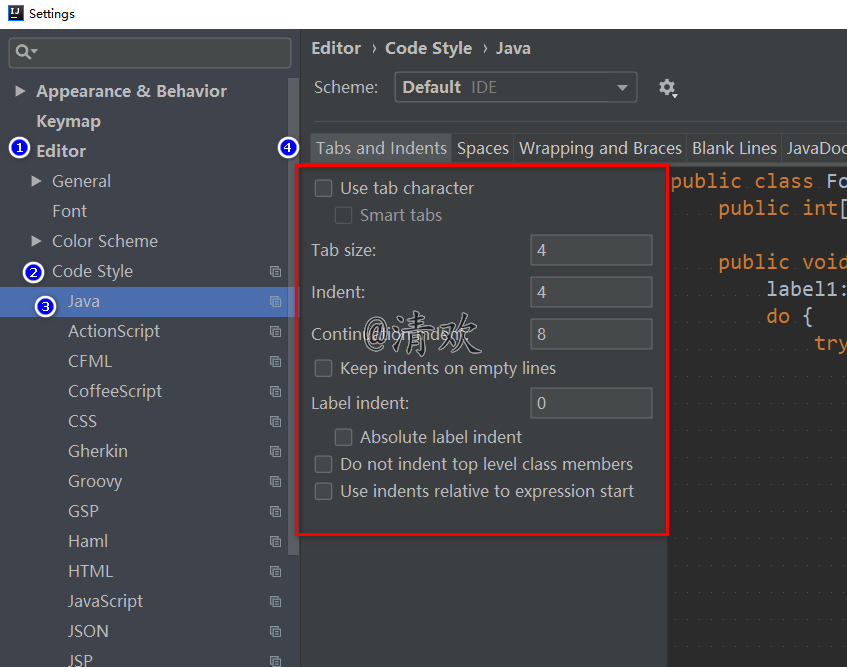 IJ
Settings
Appearance & Behavior
Keymap
1
Editor
General
Font
Color Scheme
2
Code Style
3
Java
ActionScript
CFML
CoffeeScript
CSS
Gherkin
Groovy
GSP
Haml
HTML
JavaScript
JSON
JSP
Editor › Code Style › Java
Scheme: Default IDE
4
Tabs and Indents Spaces Wrapping and Braces Blank Lines JavaDoc
Use tab character
Smart tabs
Tab size: 4
Indent: 4
Continuation indent: 8
@清欢
Keep indents on empty lines
Label indent: 0
Absolute label indent
Do not indent top level class members
Use indents relative to expression start
public class Fo
public int[
public void
label1:
do {
try